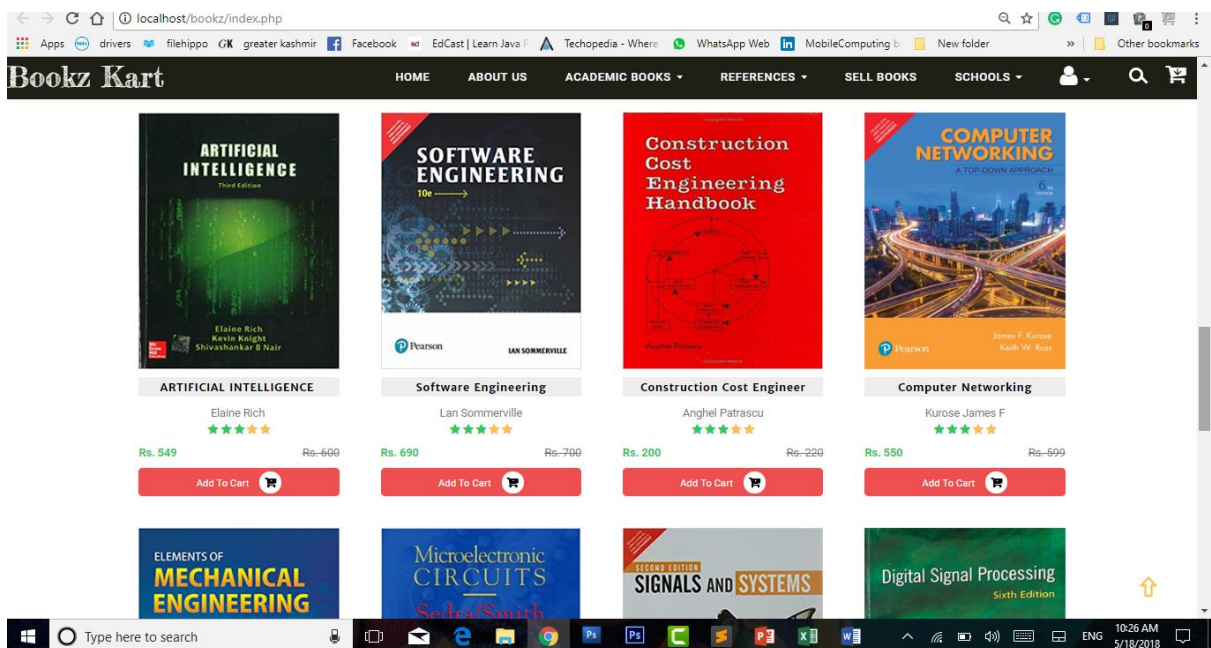 localhost/bookz/index.php
Apps drivers filehippo GK greater kashmir Facebook EdCast | Learn Java Techopedia - Where WhatsApp Web MobileComputing New folder » Other bookmarks
Bookz Kart HOME ABOUT US ACADEMIC BOOKS REFERENCES SELL BOOKS SCHOOLS
ARTIFICIAL
INTELLIGENCE
Third Edition
Elaine Rich
Kevin Knight
Shivashankar B Nair
SOFTWARE
ENGINEERING
10e
Pearson
IAN SOMMERVILLE
Construction
Cost
Engineering
Handbook
Anghel Patrascu
COMPUTER
NETWORKING
A TOP-DOWN APPROACH
6th
EDITION
Pearson
James F. Kurose
Keith W. Ross
ARTIFICIAL INTELLIGENCE Software Engineering Construction Cost Engineer Computer Networking
Elaine Rich Lan Sommerville Anghel Patrascu Kurose James F
Rs. 549 Rs. 600 Rs. 690 Rs. 700 Rs. 200 Rs. 220 Rs. 550 Rs. 599
Add To Cart Add To Cart Add To Cart Add To Cart
ELEMENTS OF
MECHANICAL
ENGINEERING
Microelectronic
CIRCUITS
Sedra/Smith
SECOND EDITION
SIGNALS AND SYSTEMS
Digital Signal Processing
Sixth Edition
Type here to search ENG 10:26 AM
5/18/2018